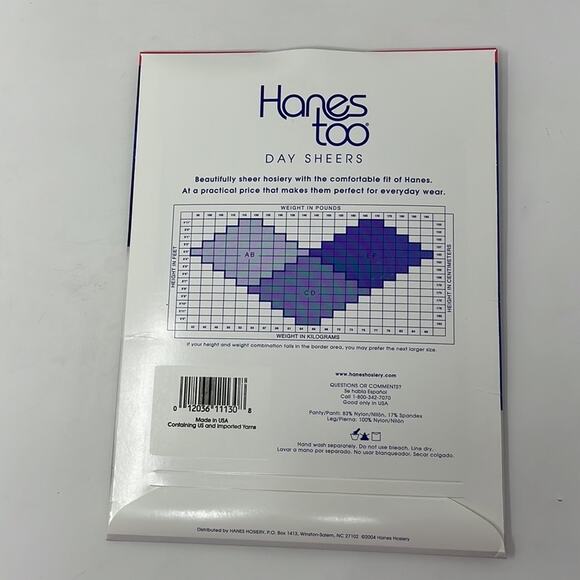 Hanes
too®
DAY SHEERS
Beautifully sheer hosiery with the comfortable fit of Hanes.
At a practical price that makes them perfect for everyday wear.
WEIGHT IN POUNDS
HEIGHT IN FEET
HEIGHT IN CENTIMETERS
AB
EF
CD
WEIGHT IN KILOGRAMS
If your height and weight combination falls in the border area, you may prefer the next larger size.
www.haneshosiery.com
QUESTIONS OR COMMENTS?
Se habla Español
Call 1-800-342-7070
Good only in USA
Panty/Panti: 83% Nylon/Nilón, 17% Spandex
Leg/Pierna: 100% Nylon/Nilón
0 12036 11130 8
Made in USA
Containing US and Imported Yarns
Hand wash separately. Do not use bleach. Line dry.
Lavar a mano por separado. No usar blanqueador. Secar colgado.
Distributed by HANES HOSIERY, P.O. Box 1413, Winston-Salem, NC 27102 ©2004 Hanes Hosiery